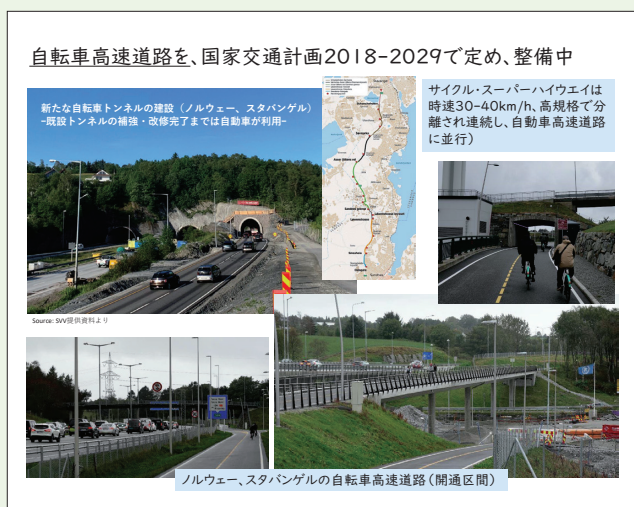 自転車高速道路を、国家交通計画2018-2029で定め、整備中
新たな自転車トンネルの建設（ノルウェー、スタバンゲル）
-既設トンネルの補強・改修完了までは自動車が利用-
サイクル・スーパーハイウエイは
時速30-40km/h、高規格で分
離され連続し、自動車高速道路
に並行）
Source: SVV提供資料より
ノルウェー、スタバンゲルの自転車高速道路（開通区間）